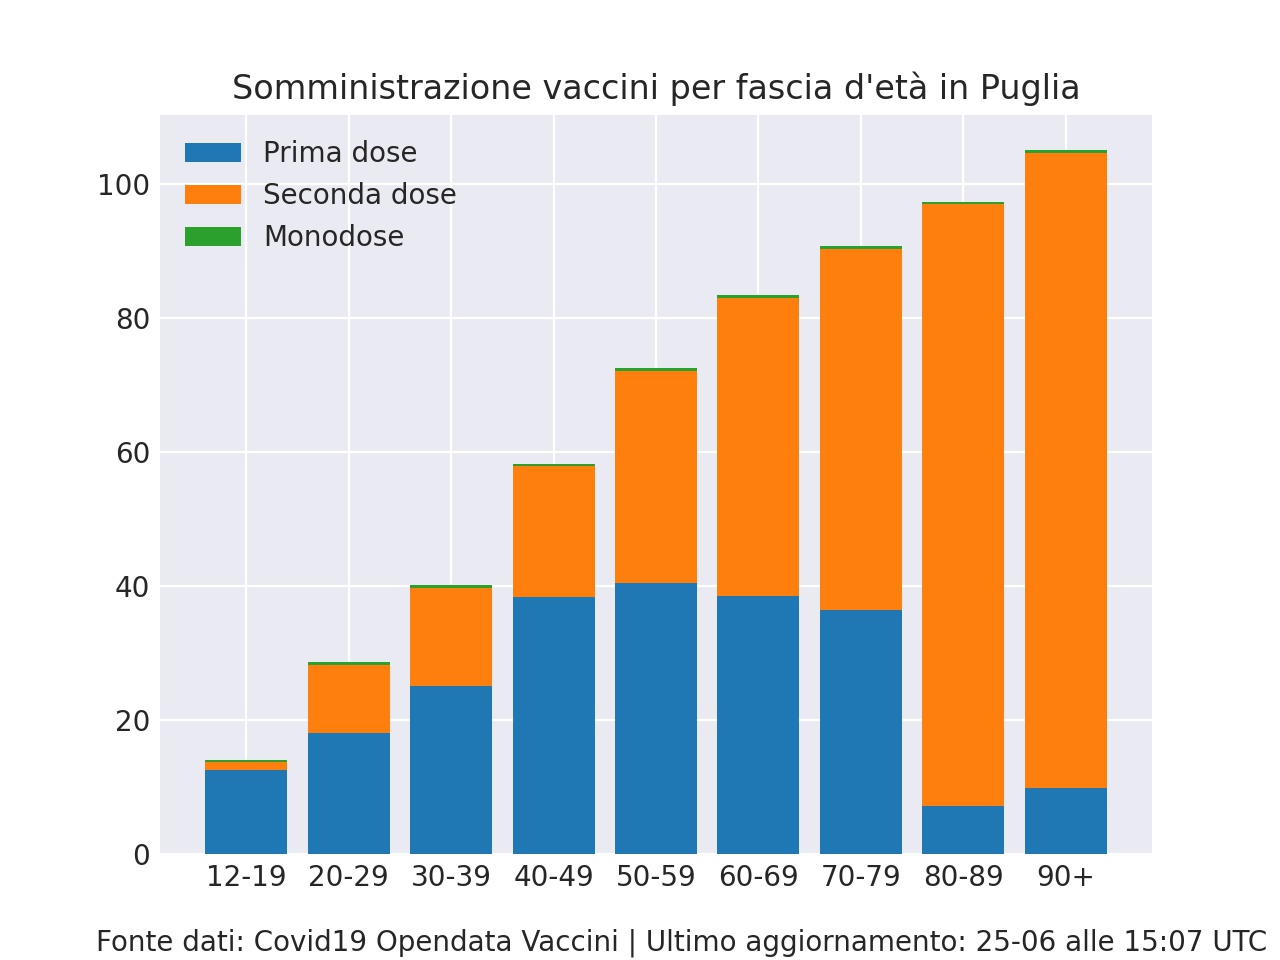 Somministrazione vaccini per fascia d'età in Puglia
Prima dose
Seconda dose
Monodose
100
80
60
40
20
0
12-19 20-29 30-39 40-49 50-59 60-69 70-79 80-89 90+
Fonte dati: Covid19 Opendata Vaccini | Ultimo aggiornamento: 25-06 alle 15:07 UTC